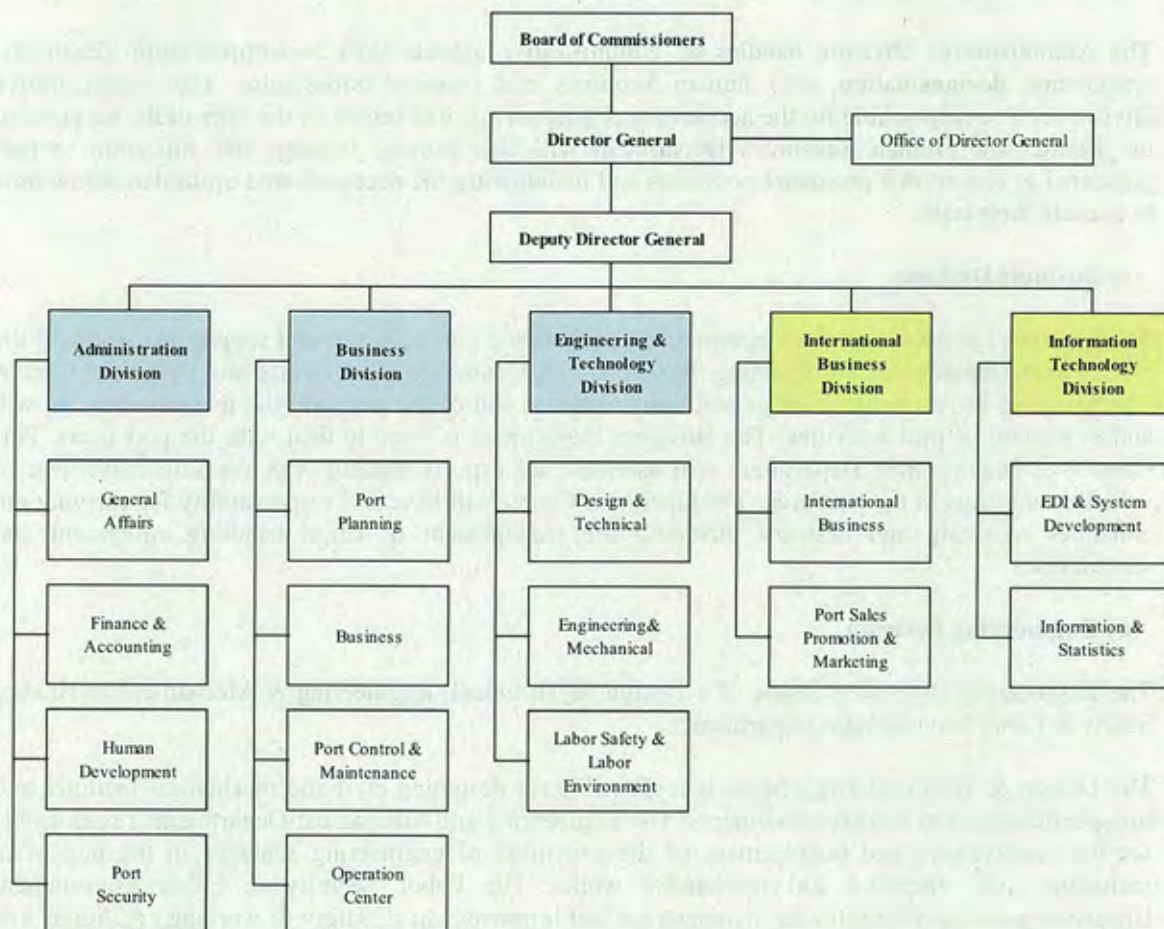 Board of Commissioners
Director General
Office of Director General
Deputy Director General
Administration
Division
Business
Division
Engineering &
Technology
Division
International
Business
Division
Information
Technology
Division
General
Affairs
Port
Planning
Design &
Technical
International
Business
EDI & System
Development
Finance &
Accounting
Business
Engineering&
Mechanical
Port Sales
Promotion &
Marketing
Information &
Statistics
Human
Development
Port Control &
Maintenance
Labor Safety &
Labor
Environment
Port
Security
Operation
Center